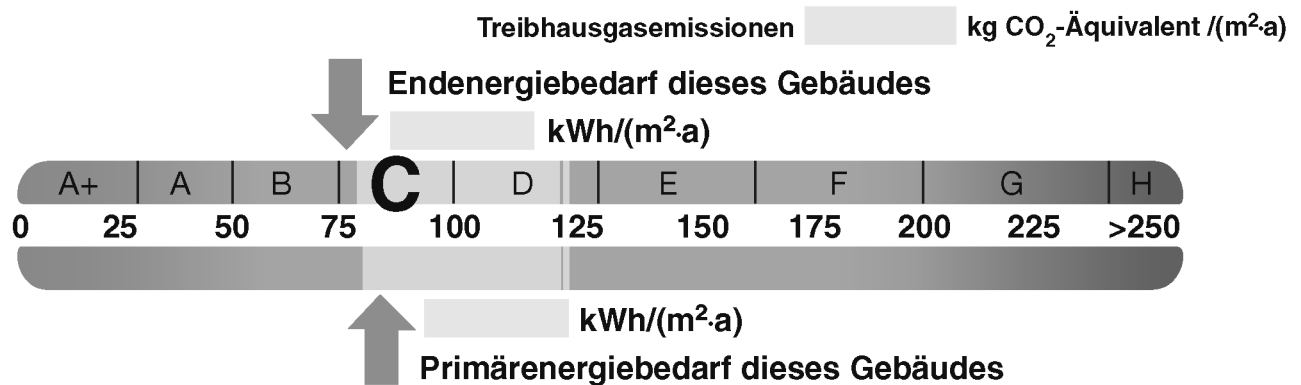 Treibhausgasemissionen kg CO₂-Äquivalent /(m²·a)
Endenergiebedarf dieses Gebäudes
kWh/(m²·a)
A+ A B C D E F G H
0 25 50 75 100 125 150 175 200 225 >250
kWh/(m²·a)
Primärenergiebedarf dieses Gebäudes